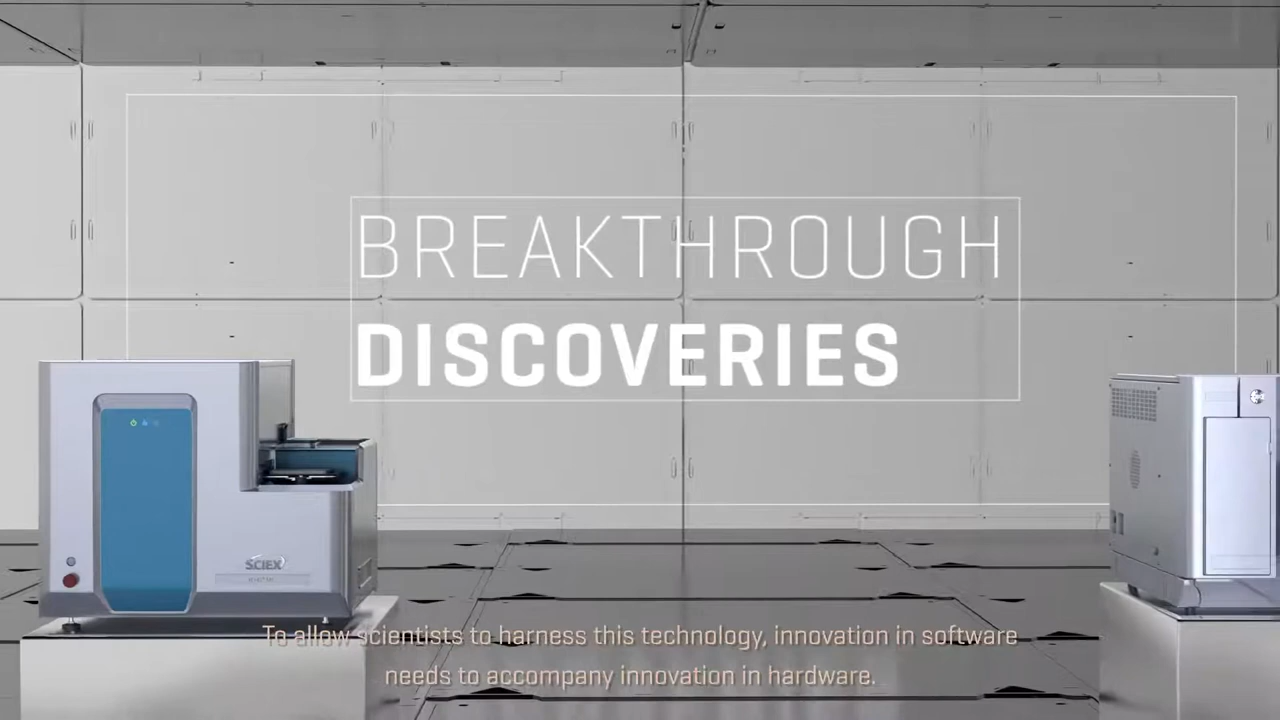 BREAKTHROUGH
DISCOVERIES
SCIEX
To allow scientists to harness this technology, innovation in software
needs to accompany innovation in hardware.